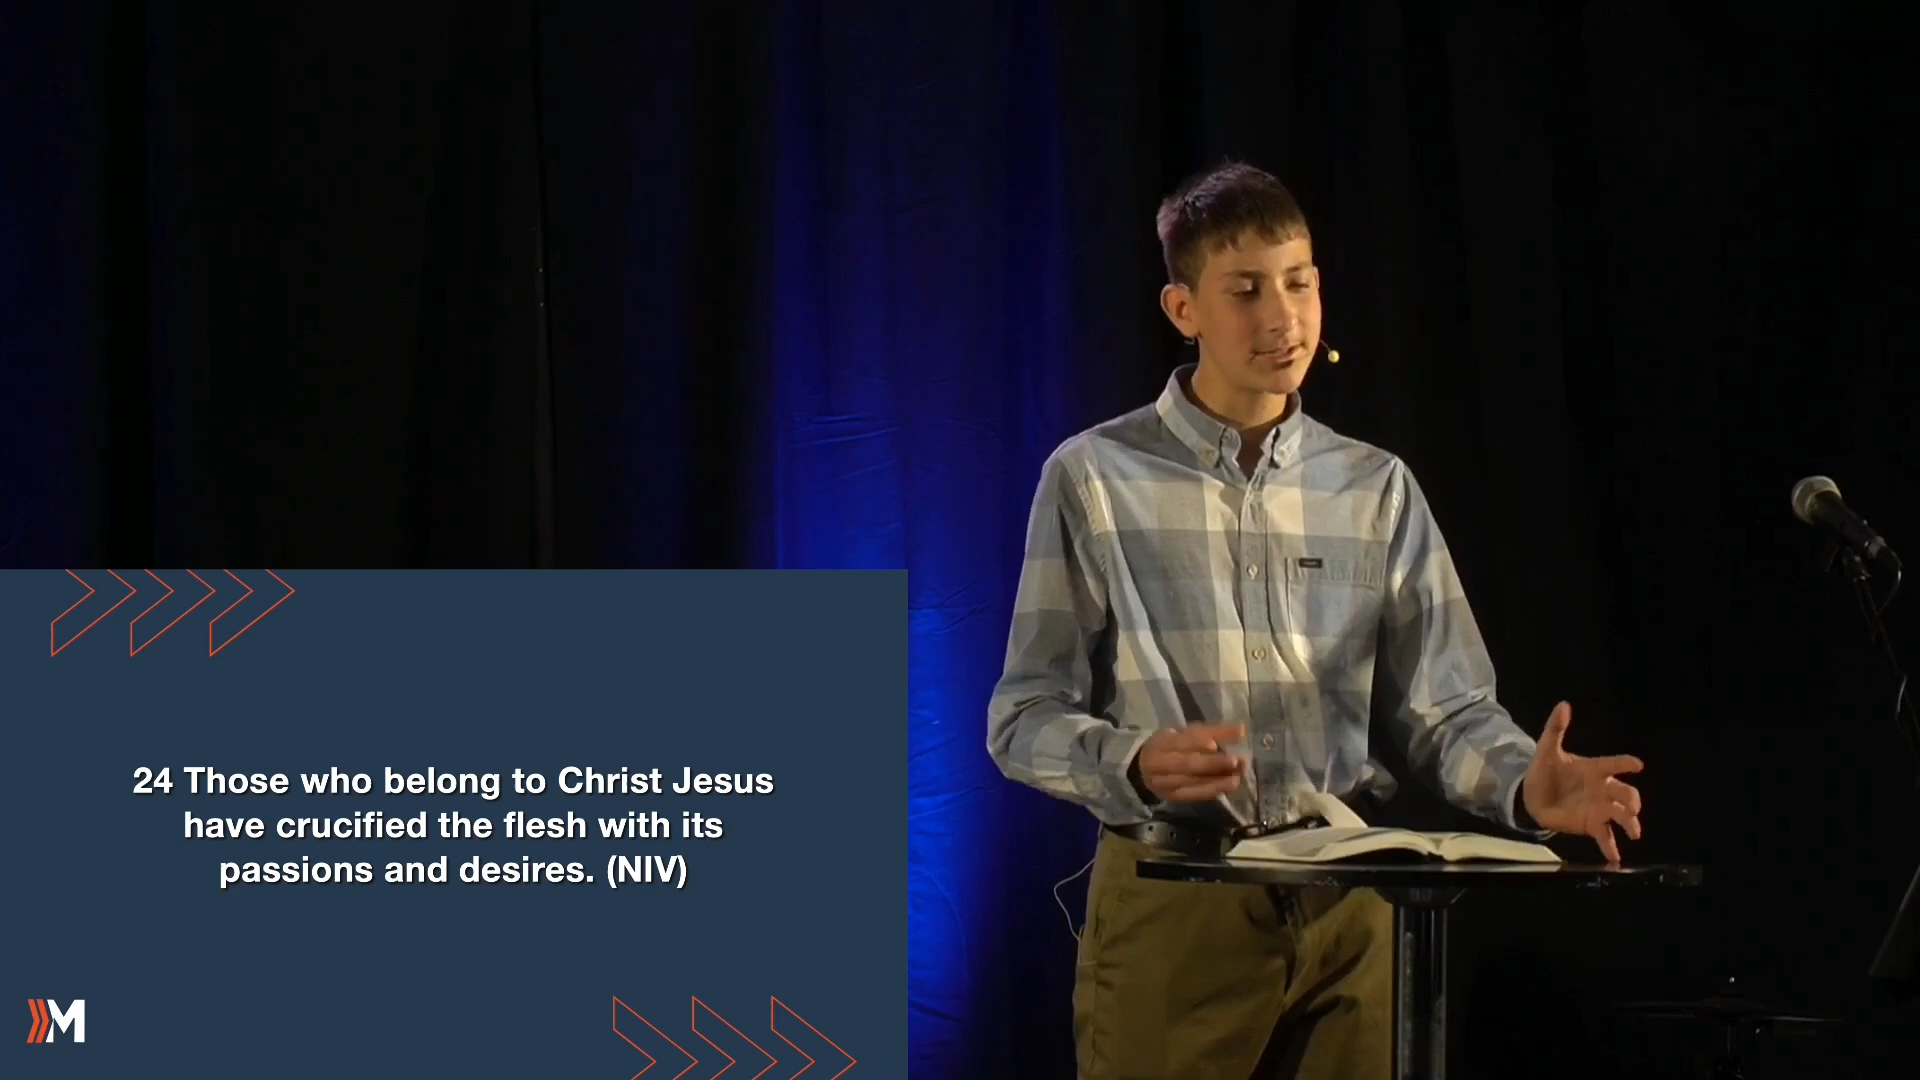 24 Those who belong to Christ Jesus
have crucified the flesh with its
passions and desires. (NIV)
M